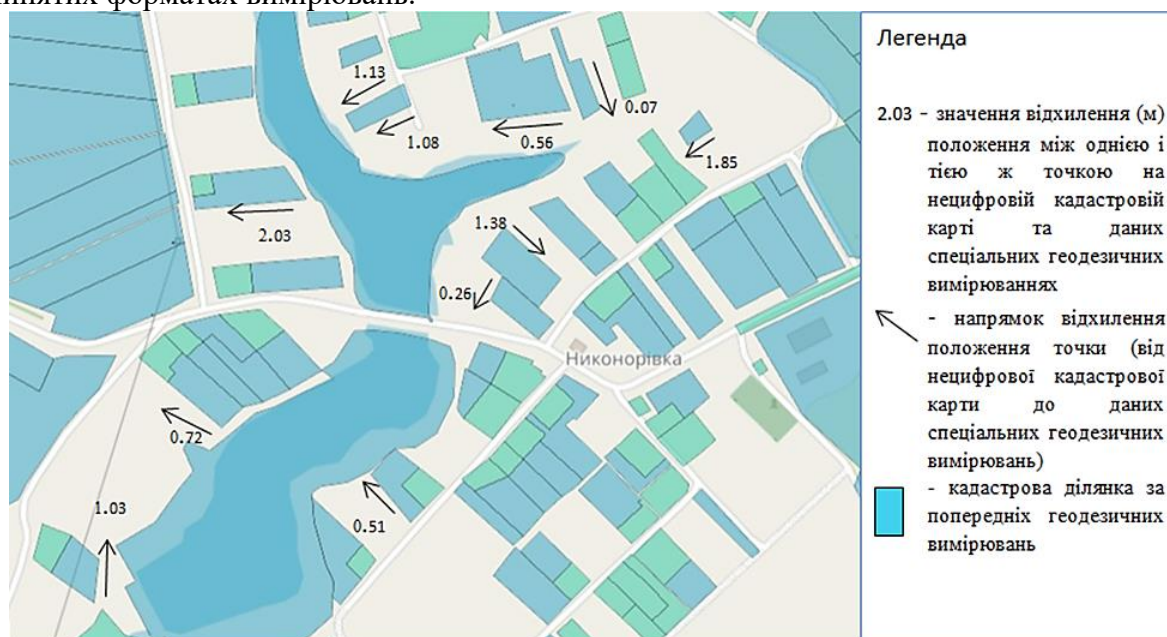 прийнятих форматах вимірювань.
1.13
0.07
1.08
0.56
1.85
2.03
1.38
0.26
Никонорівка
0.72
1.03
0.51
Легенда
2.03 - значення відхилення (м)
положення між однією і
тією ж точкою на
нецифровій кадастровій
карті та даних
спеціальних геодезичних
вимірюваннях
- напрямок відхилення
положення точки (від
нецифрової кадастрової
карти до даних
спеціальних геодезичних
вимірювань)
- кадастрова ділянка за
попередніх геодезичних
вимірювань